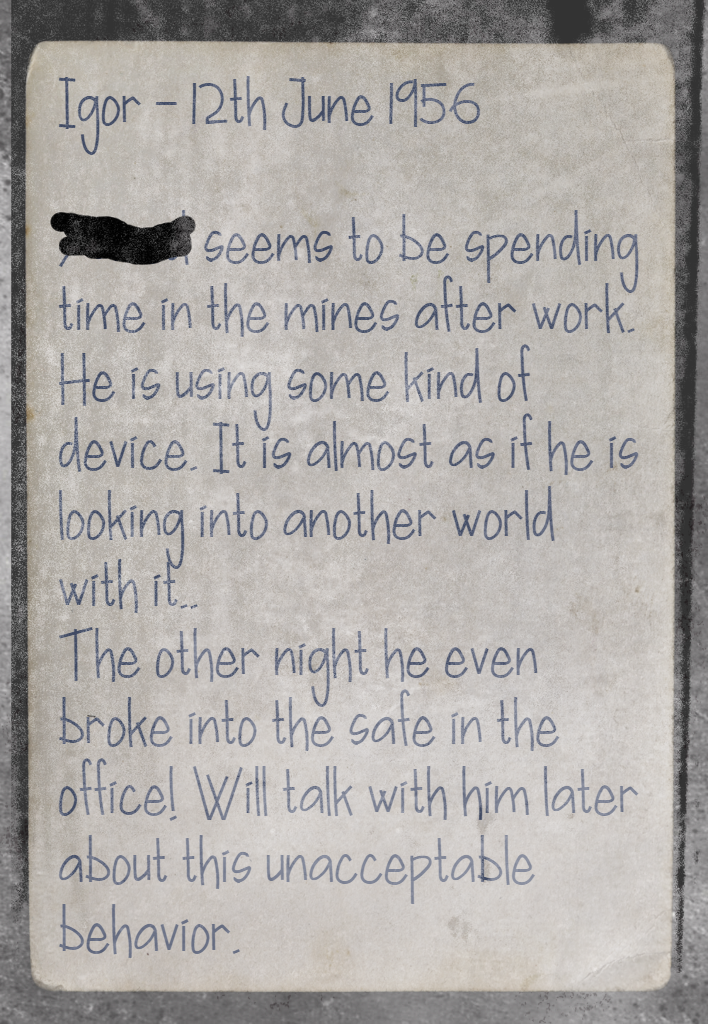 Igor - 12th June 1956
seems to be spending
time in the mines after work.
He is using some kind of
device. It is almost as if he is
looking into another world
with it..
The other night he even
broke into the safe in the
office! Will talk with him later
about this unacceptable
behavior.